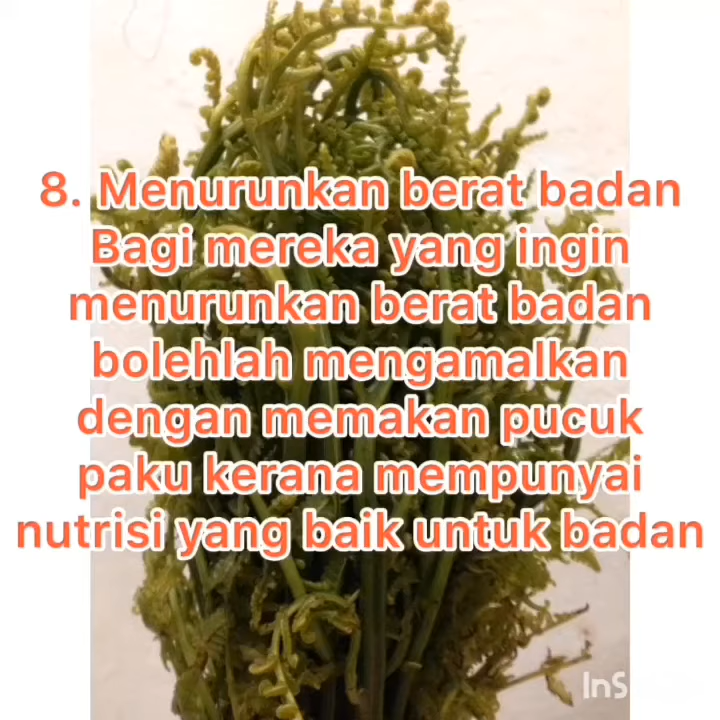 8. Menurunkan berat badan
Bagi mereka yang ingin
menurunkan berat badan
bolehlah mengamalkan
dengan memakan pucuk
paku kerana mempunyai
nutrisi yang baik untuk badan
InS